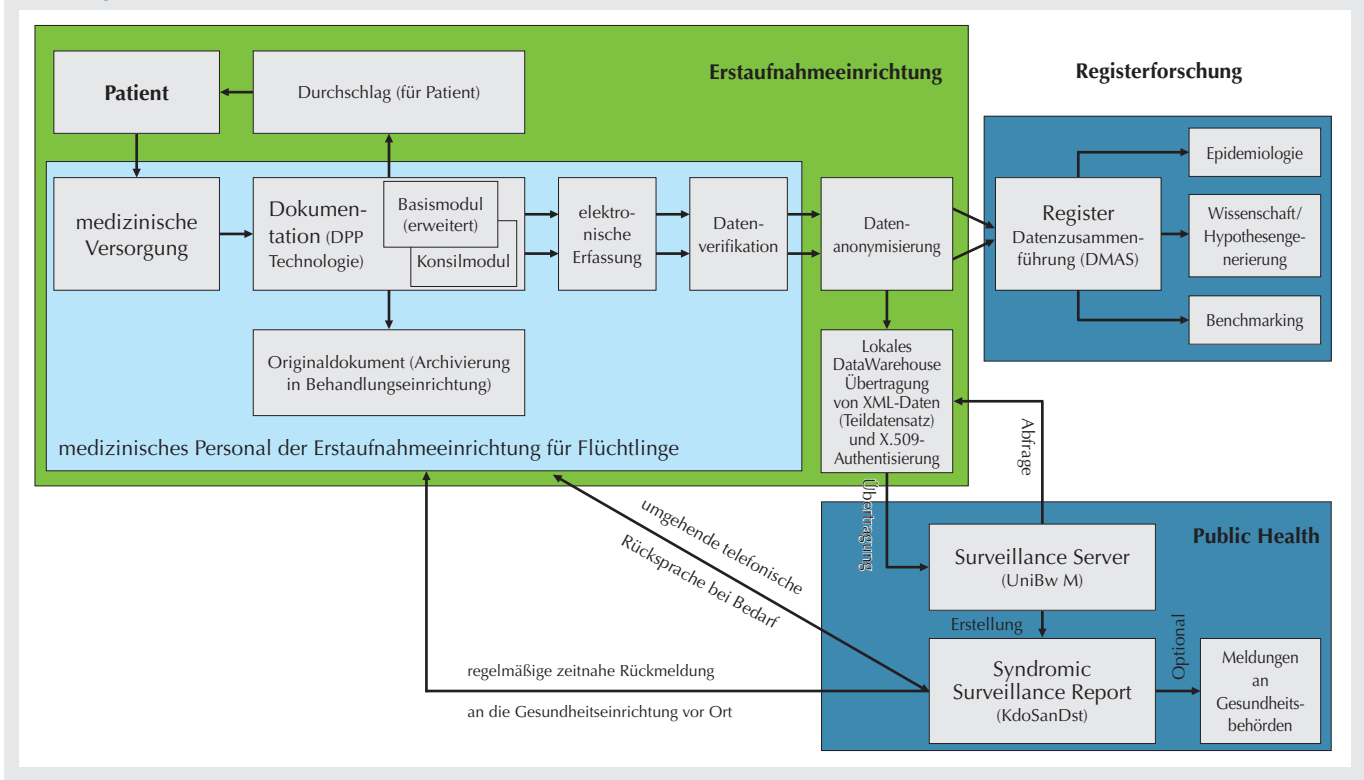 Erstaufnahmeeinrichtung
Patient
Durchschlag (für Patient)
medizinische
Versorgung
Dokumen-
tation (DPP
Technologie)
Basismodul
(erweitert)
Konsilmodul
elektro-
nische
Erfassung
Daten-
verifikation
Daten-
anonymisierung
Originaldokument (Archivierung
in Behandlungseinrichtung)
medizinisches Personal der Erstaufnahmeeinrichtung für Flüchtlinge
Lokales
DataWarehouse
Übertragung
von XML-Daten
(Teildatensatz)
und X.509-
Authentisierung
Registerforschung
Register
Datenzusammen-
führung (DMAS)
Epidemiologie
Wissenschaft/
Hypothesenge-
nerierung
Benchmarking
Abfrage
Übertragung
Public Health
Surveillance Server
(UniBw M)
Erstellung
Syndromic
Surveillance Report
(KdoSanDst)
Optional
Meldungen
an
Gesundheits-
behörden
umgehende telefonische
Rücksprache bei Bedarf
regelmäßige zeitnahe Rückmeldung
an die Gesundheitseinrichtung vor Ort